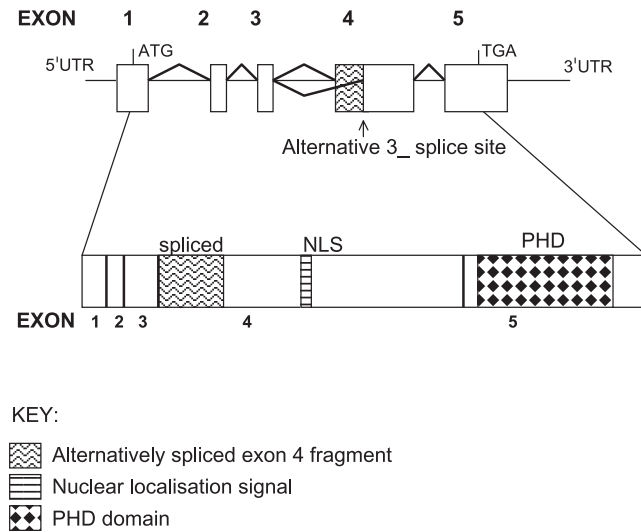 EXON 1 2 3 4 5
ATG TGA
5'UTR 3'UTR
Alternative 3_ splice site
spliced NLS PHD
EXON 1 2 3 4 5
KEY:
Alternatively spliced exon 4 fragment
Nuclear localisation signal
PHD domain